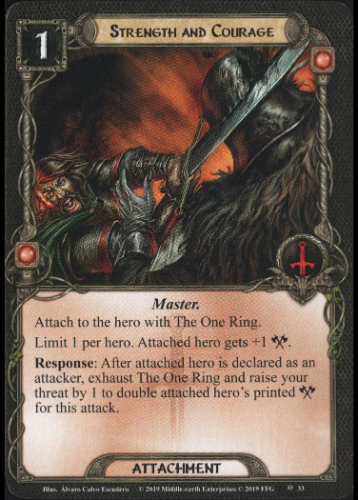 1
STRENGTH AND COURAGE
Master.
Attach to the hero with The One Ring.
Limit 1 per hero. Attached hero gets +1 .
Response: After attached hero is declared as an
attacker, exhaust The One Ring and raise your
threat by 1 to double attached hero's printed
for this attack.
Illus. Álvaro Calvo Escudero © 2019 Middle-earth Enterprises © 2019 FFG 33
ATTACHMENT